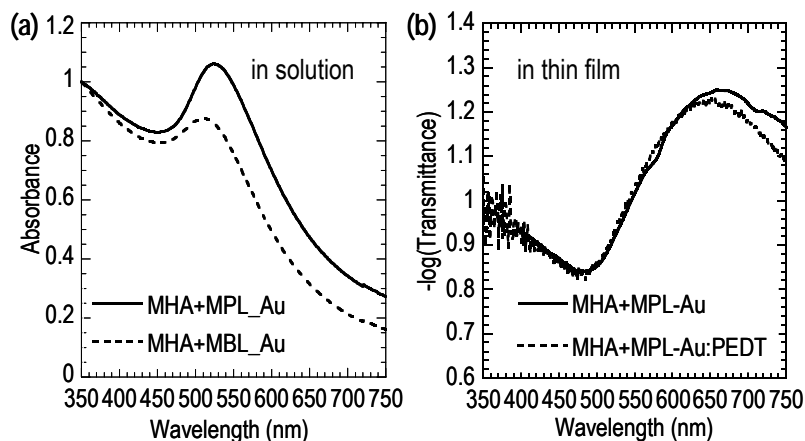 (a)
1.2
1
0.8
0.6
0.4
0.2
0
Absorbance
in solution
MHA+MPL_Au
MHA+MBL_Au
350 400 450 500 550 600 650 700 750
Wavelength (nm)
(b)
1.4
1.3
1.2
1.1
1
0.9
0.8
0.7
0.6
-log(Transmittance)
in thin film
MHA+MPL-Au
MHA+MPL-Au:PEDT
350 400 450 500 550 600 650 700 750
Wavelength (nm)